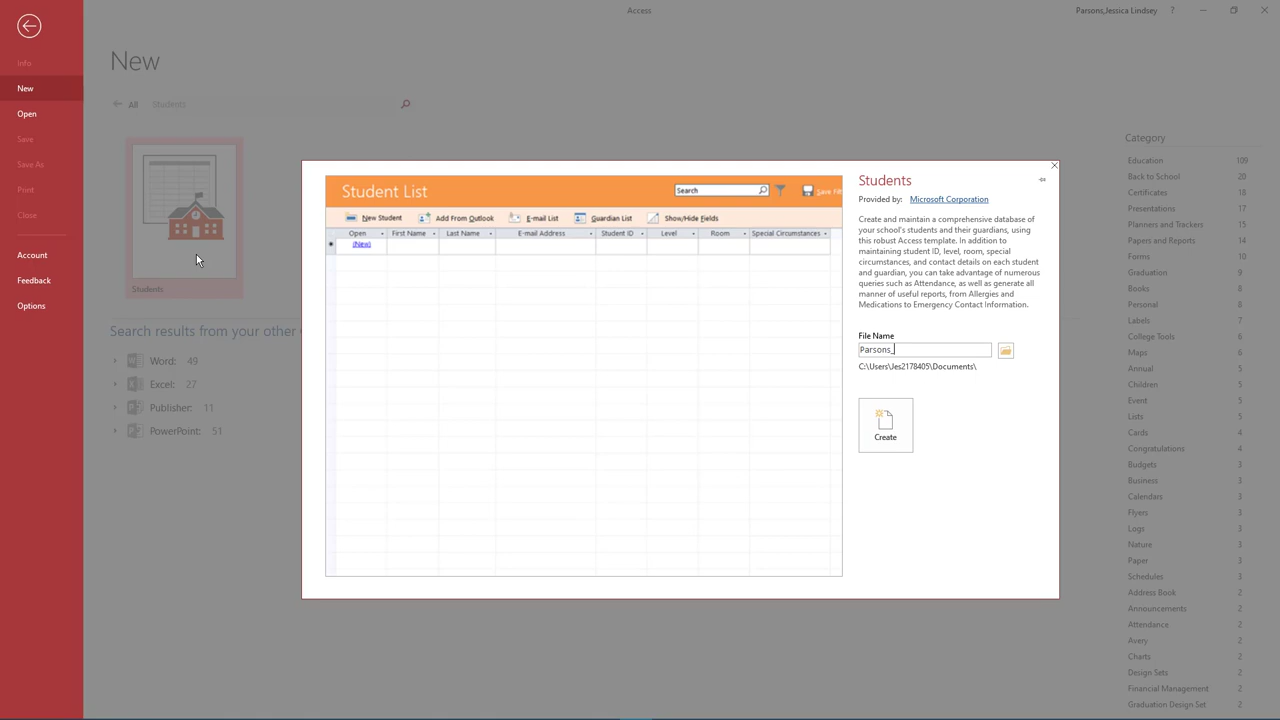 Access
Parsons,Jessica Lindsey
?
Info
New
Open
Save
Save As
Print
Close
Account
Feedback
Options
New
All
Students
Students
Search results from your other
Word: 49
Excel: 27
Publisher: 11
PowerPoint: 51
Student List
Search
New Student
Add From Outlook
E-mail List
Guardian List
Show/Hide Fields
Open First Name Last Name E-mail Address Student ID Level Room Special Circumstances
(New)
Students
Provided by: Microsoft Corporation
Create and maintain a comprehensive database of
your school's students and their guardians, using
this robust Access template. In addition to
maintaining student ID, level, room, special
circumstances, and contact details on each student
and guardian, you can take advantage of numerous
queries such as Attendance, as well as generate all
manner of useful reports, from Allergies and
Medications to Emergency Contact Information.
File Name
Parsons_
C:\Users\Jes2178405\Documents\
Create
Category
Education 109
Back to School 20
Certificates 18
Presentations 17
Planners and Trackers 15
Papers and Reports 14
Forms 10
Graduation 9
Books 8
Personal 8
Labels 7
College Tools 6
Maps 6
Annual 5
Children 5
Event 5
Lists 5
Cards 4
Congratulations 4
Budgets 3
Business 3
Calendars 3
Flyers 3
Logs 3
Nature 3
Paper 3
Schedules 3
Address Book 2
Announcements 2
Attendance 2
Avery 2
Charts 2
Design Sets 2
Financial Management 2
Graduation Design Set 2